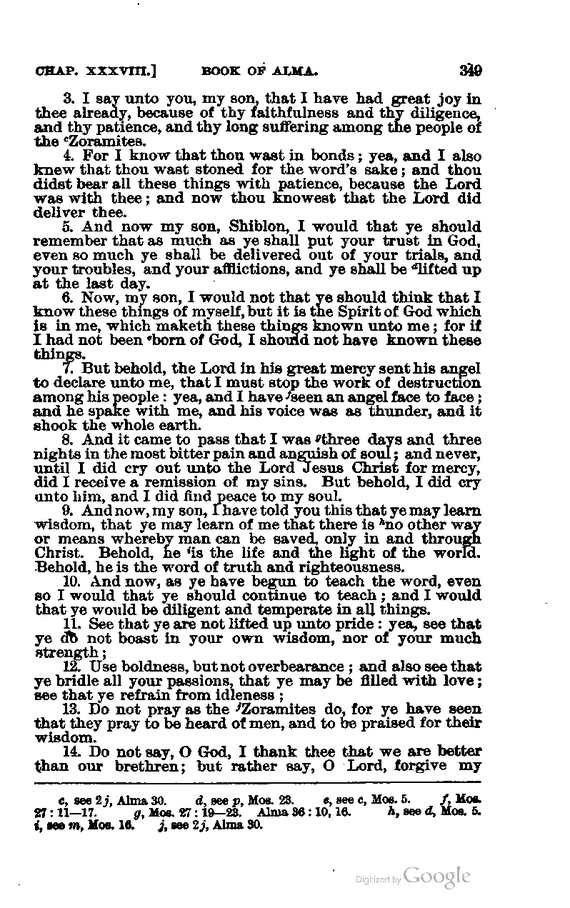 CHAP. XXXVIII.] BOOK OF ALMA. 349
3. I say unto you, my son, that I have had great joy in
thee already, because of thy faithfulness and thy diligence,
and thy patience, and thy long suffering among the people of
the ᶜZoramites.
4. For I know that thou wast in bonds; yea, and I also
knew that thou wast stoned for the word's sake; and thou
didst bear all these things with patience, because the Lord
was with thee; and now thou knowest that the Lord did
deliver thee.
5. And now my son, Shiblon, I would that ye should
remember that as much as ye shall put your trust in God,
even so much ye shall be delivered out of your trials, and
your troubles, and your afflictions, and ye shall be ᵈlifted up
at the last day.
6. Now, my son, I would not that ye should think that I
know these things of myself, but it is the Spirit of God which
is in me, which maketh these things known unto me; for if
I had not been ᵉborn of God, I should not have known these
things.
7. But behold, the Lord in his great mercy sent his angel
to declare unto me, that I must stop the work of destruction
among his people: yea, and I have ᶠseen an angel face to face;
and he spake with me, and his voice was as thunder, and it
shook the whole earth.
8. And it came to pass that I was ᵍthree days and three
nights in the most bitter pain and anguish of soul; and never,
until I did cry out unto the Lord Jesus Christ for mercy,
did I receive a remission of my sins. But behold, I did cry
unto him, and I did find peace to my soul.
9. And now, my son, I have told you this that ye may learn
wisdom, that ye may learn of me that there is ʰno other way
or means whereby man can be saved, only in and through
Christ. Behold, he ⁱis the life and the light of the world.
Behold, he is the word of truth and righteousness.
10. And now, as ye have begun to teach the word, even
so I would that ye should continue to teach; and I would
that ye would be diligent and temperate in all things.
11. See that ye are not lifted up unto pride: yea, see that
ye do not boast in your own wisdom, nor of your much
strength;
12. Use boldness, but not overbearance; and also see that
ye bridle all your passions, that ye may be filled with love;
see that ye refrain from idleness;
13. Do not pray as the ʲZoramites do, for ye have seen
that they pray to be heard of men, and to be praised for their
wisdom.
14. Do not say, O God, I thank thee that we are better
than our brethren; but rather say, O Lord, forgive my
c, see 2j, Alma 30. d, see p, Mos. 23. e, see c, Mos. 5. f, Mos.
27: 11—17. g, Mos. 27: 19—23. Alma 36: 10, 16. h, see d, Mos. 5.
i, see m, Mos. 16. j, see 2j, Alma 30.
Digitized by Google